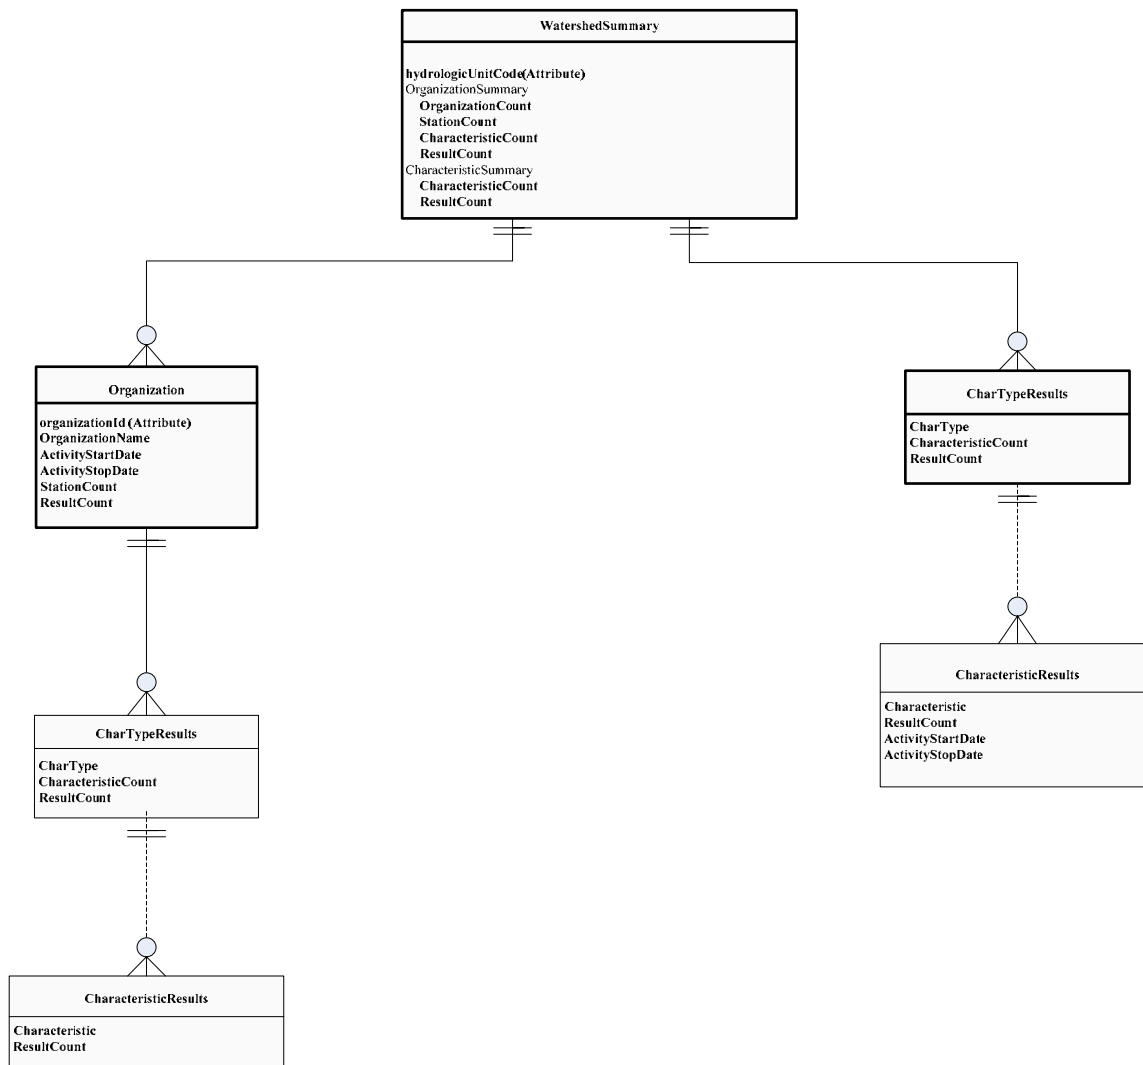 WatershedSummary
hydrologicUnitCode(Attribute)
OrganizationSummary
OrganizationCount
StationCount
CharacteristicCount
ResultCount
CharacteristicSummary
CharacteristicCount
ResultCount
Organization
organizationId (Attribute)
OrganizationName
ActivityStartDate
ActivityStopDate
StationCount
ResultCount
CharTypeResults
CharType
CharacteristicCount
ResultCount
CharacteristicResults
Characteristic
ResultCount
ActivityStartDate
ActivityStopDate
CharTypeResults
CharType
CharacteristicCount
ResultCount
CharacteristicResults
Characteristic
ResultCount